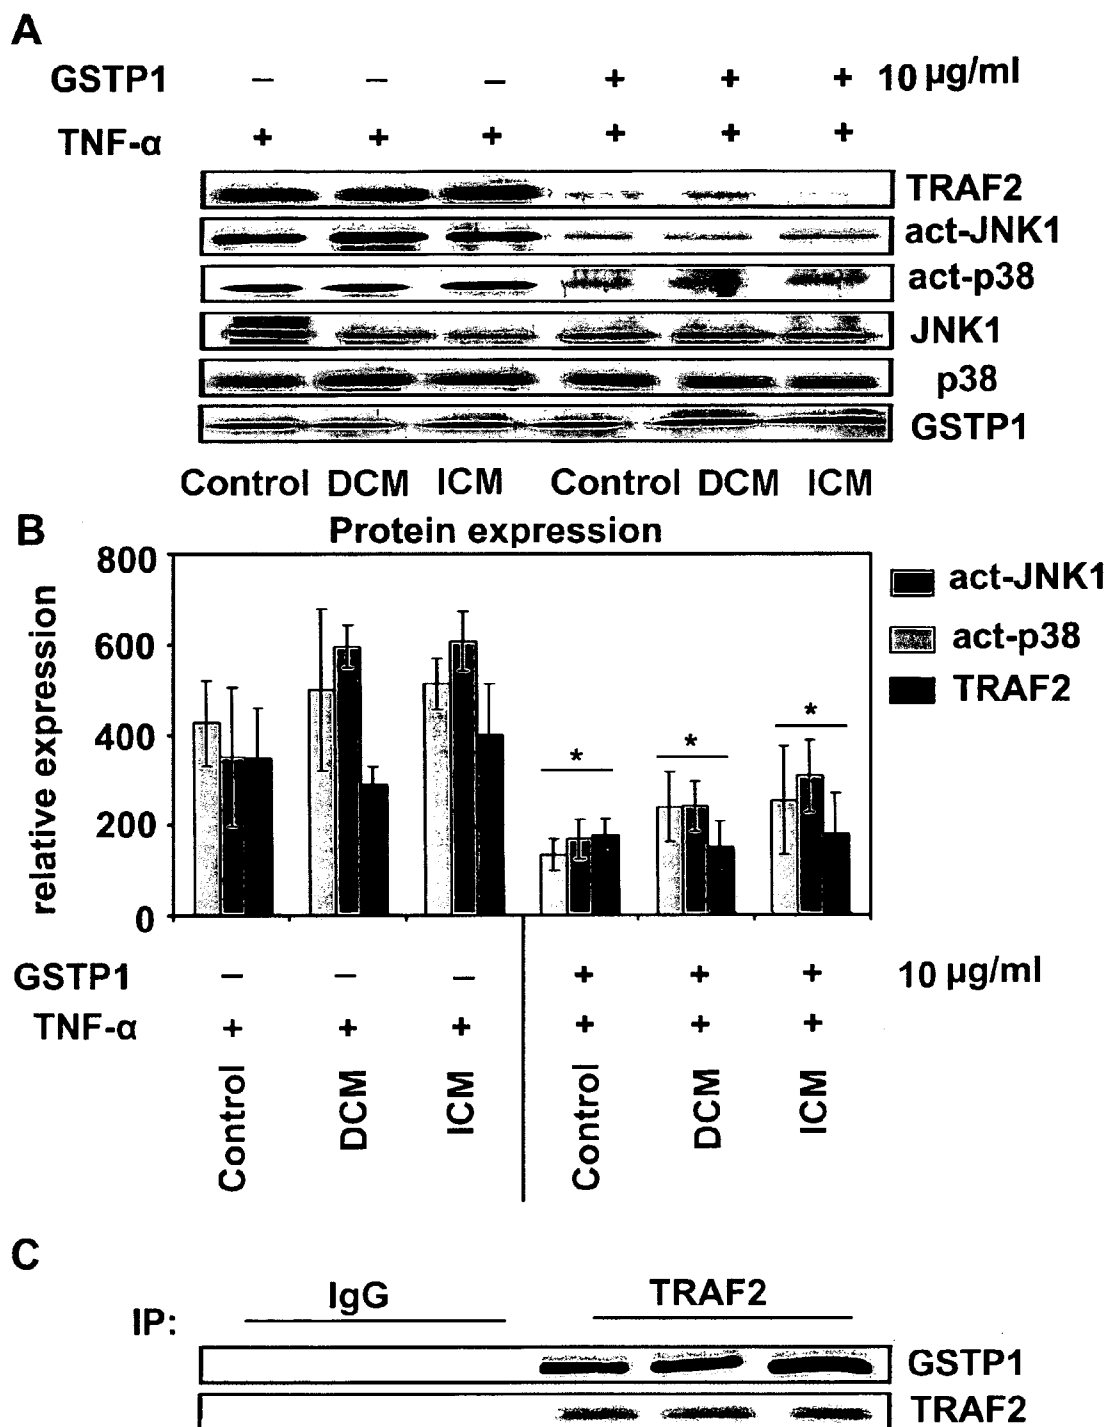 A
GSTP1 – – – + + + 10 µg/ml
TNF-α + + + + + +
TRAF2
act-JNK1
act-p38
JNK1
p38
GSTP1
Control DCM ICM Control DCM ICM
B
Protein expression
800
600
400
200
0
relative expression
act-JNK1
act-p38
TRAF2
* * *
GSTP1 – – – + + + 10 µg/ml
TNF-α + + + + + +
Control DCM ICM Control DCM ICM
C
IP: IgG TRAF2
GSTP1
TRAF2